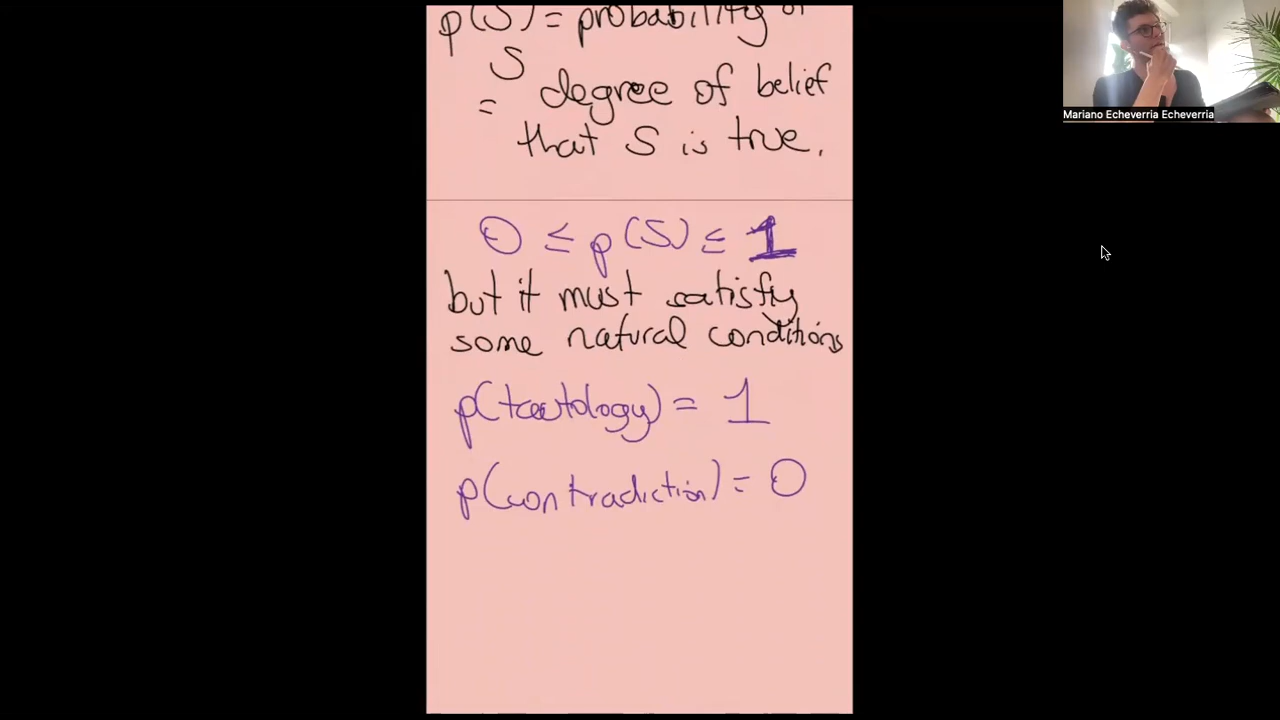 p(S) = probability of
S
= degree of belief
that S is true.
0 ≤ p(S) ≤ 1
but it must satisfy
some natural conditions
p(tautology) = 1
p(contradiction) = 0
Mariano Echeverria Echeverria